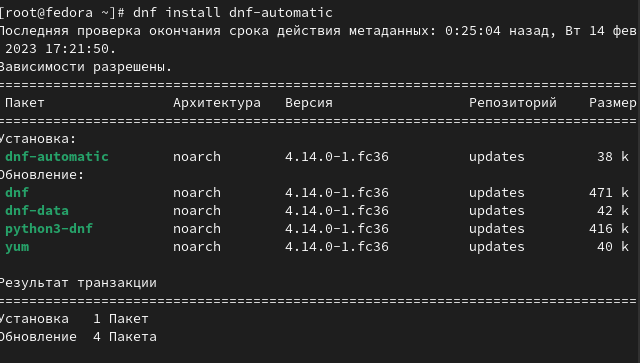 [root@fedora ~]# dnf install dnf-automatic
Последняя проверка окончания срока действия метаданных: 0:25:04 назад, Вт 14 фев
 2023 17:21:50.
Зависимости разрешены.
================================================================================
 Пакет                Архитектура   Версия                 Репозиторий    Размер
================================================================================
Установка:
 dnf-automatic        noarch        4.14.0-1.fc36          updates         38 k
Обновление:
 dnf                  noarch        4.14.0-1.fc36          updates        471 k
 dnf-data             noarch        4.14.0-1.fc36          updates         42 k
 python3-dnf          noarch        4.14.0-1.fc36          updates        416 k
 yum                  noarch        4.14.0-1.fc36          updates         40 k
Результат транзакции
================================================================================
Установка   1 Пакет
Обновление  4 Пакета